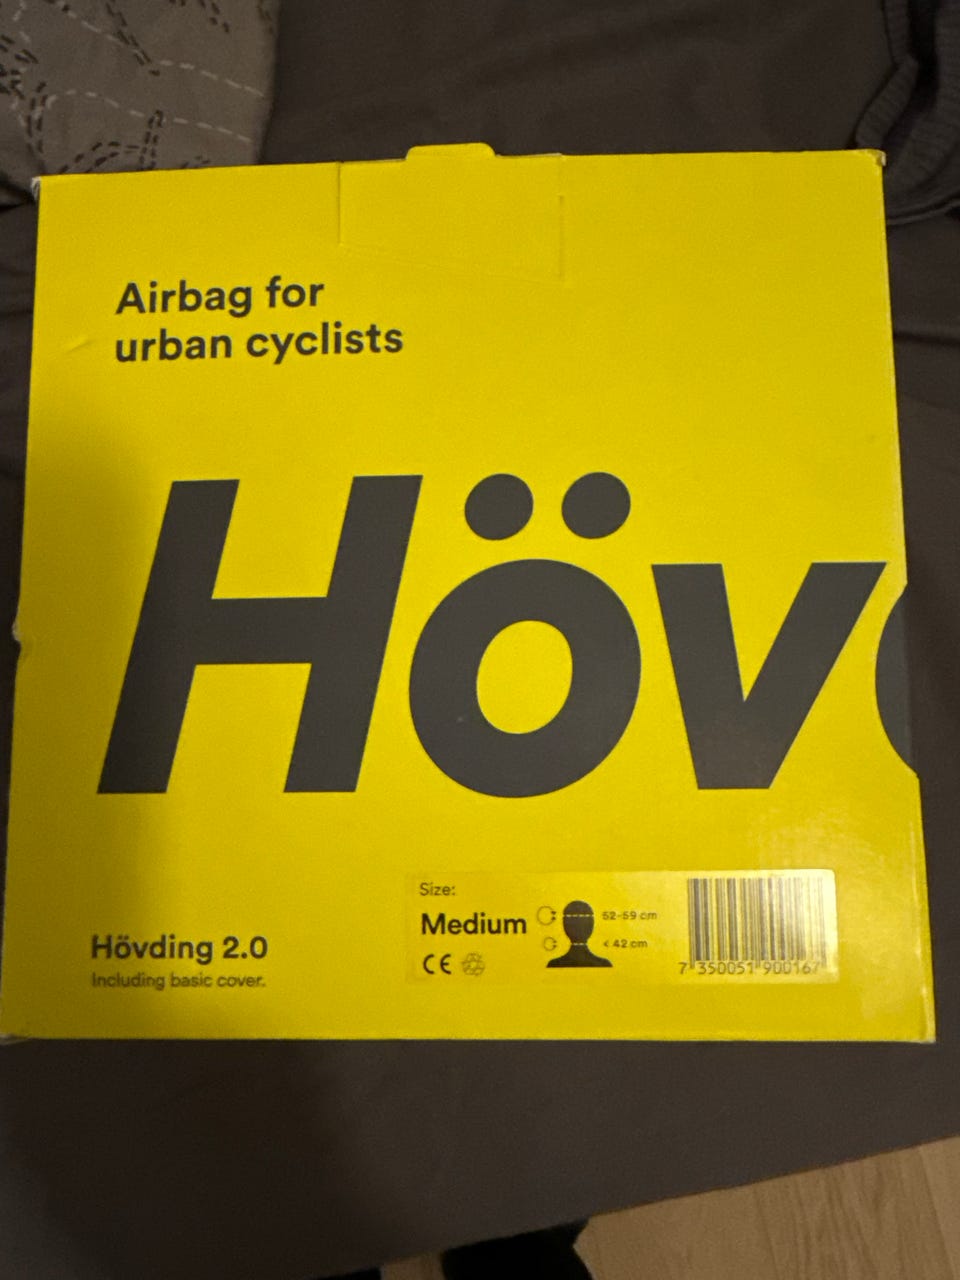 Airbag for
urban cyclists
Höv
Hövding 2.0
Including basic cover.
Size:
Medium
52-59 cm
< 42 cm
CE
7 350051 900167